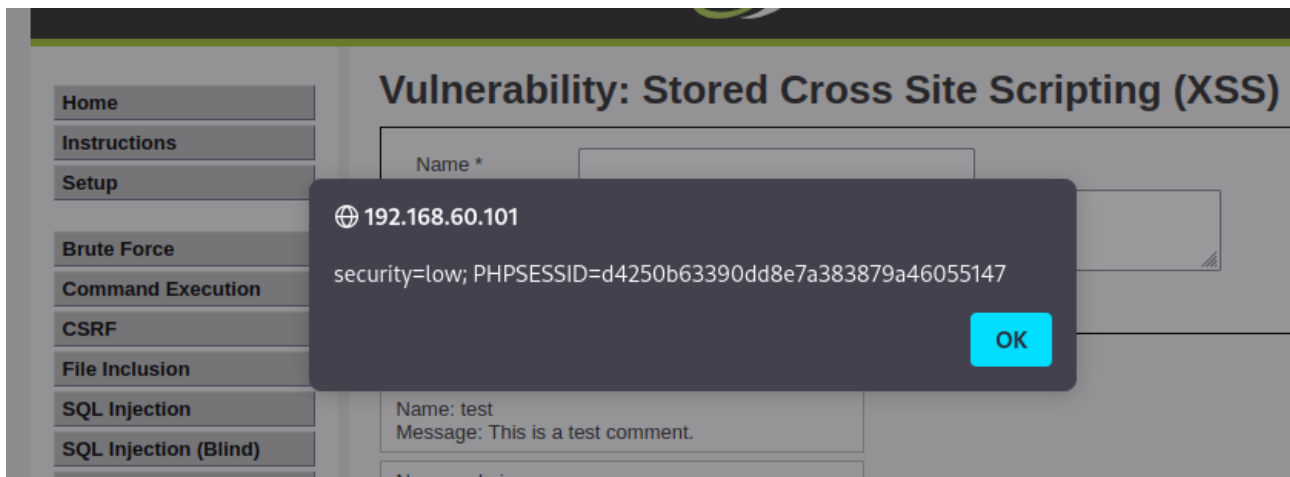 Vulnerability: Stored Cross Site Scripting (XSS)
Home
Instructions
Setup
Brute Force
Command Execution
CSRF
File Inclusion
SQL Injection
SQL Injection (Blind)
Name *
192.168.60.101
security=low; PHPSESSID=d4250b63390dd8e7a383879a46055147
OK
Name: test
Message: This is a test comment.